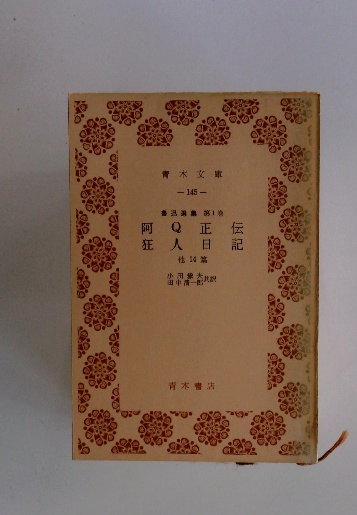 青木文庫
—145—
魯迅選集 第1巻
阿Q正伝
狂人日記
他14篇
小田嶽夫
田中清一郎 共訳
青木書店